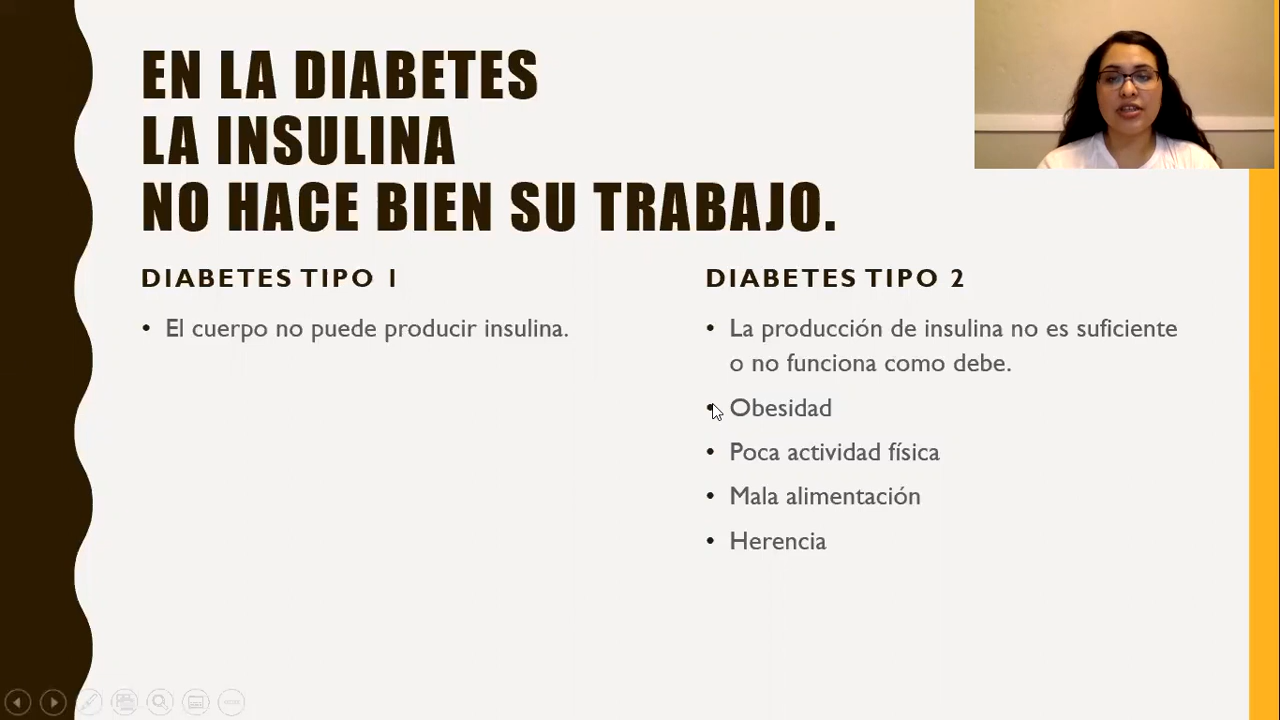 EN LA DIABETES
LA INSULINA
NO HACE BIEN SU TRABAJO.
DIABETES TIPO 1
• El cuerpo no puede producir insulina.
DIABETES TIPO 2
• La producción de insulina no es suficiente
o no funciona como debe.
• Obesidad
• Poca actividad física
• Mala alimentación
• Herencia